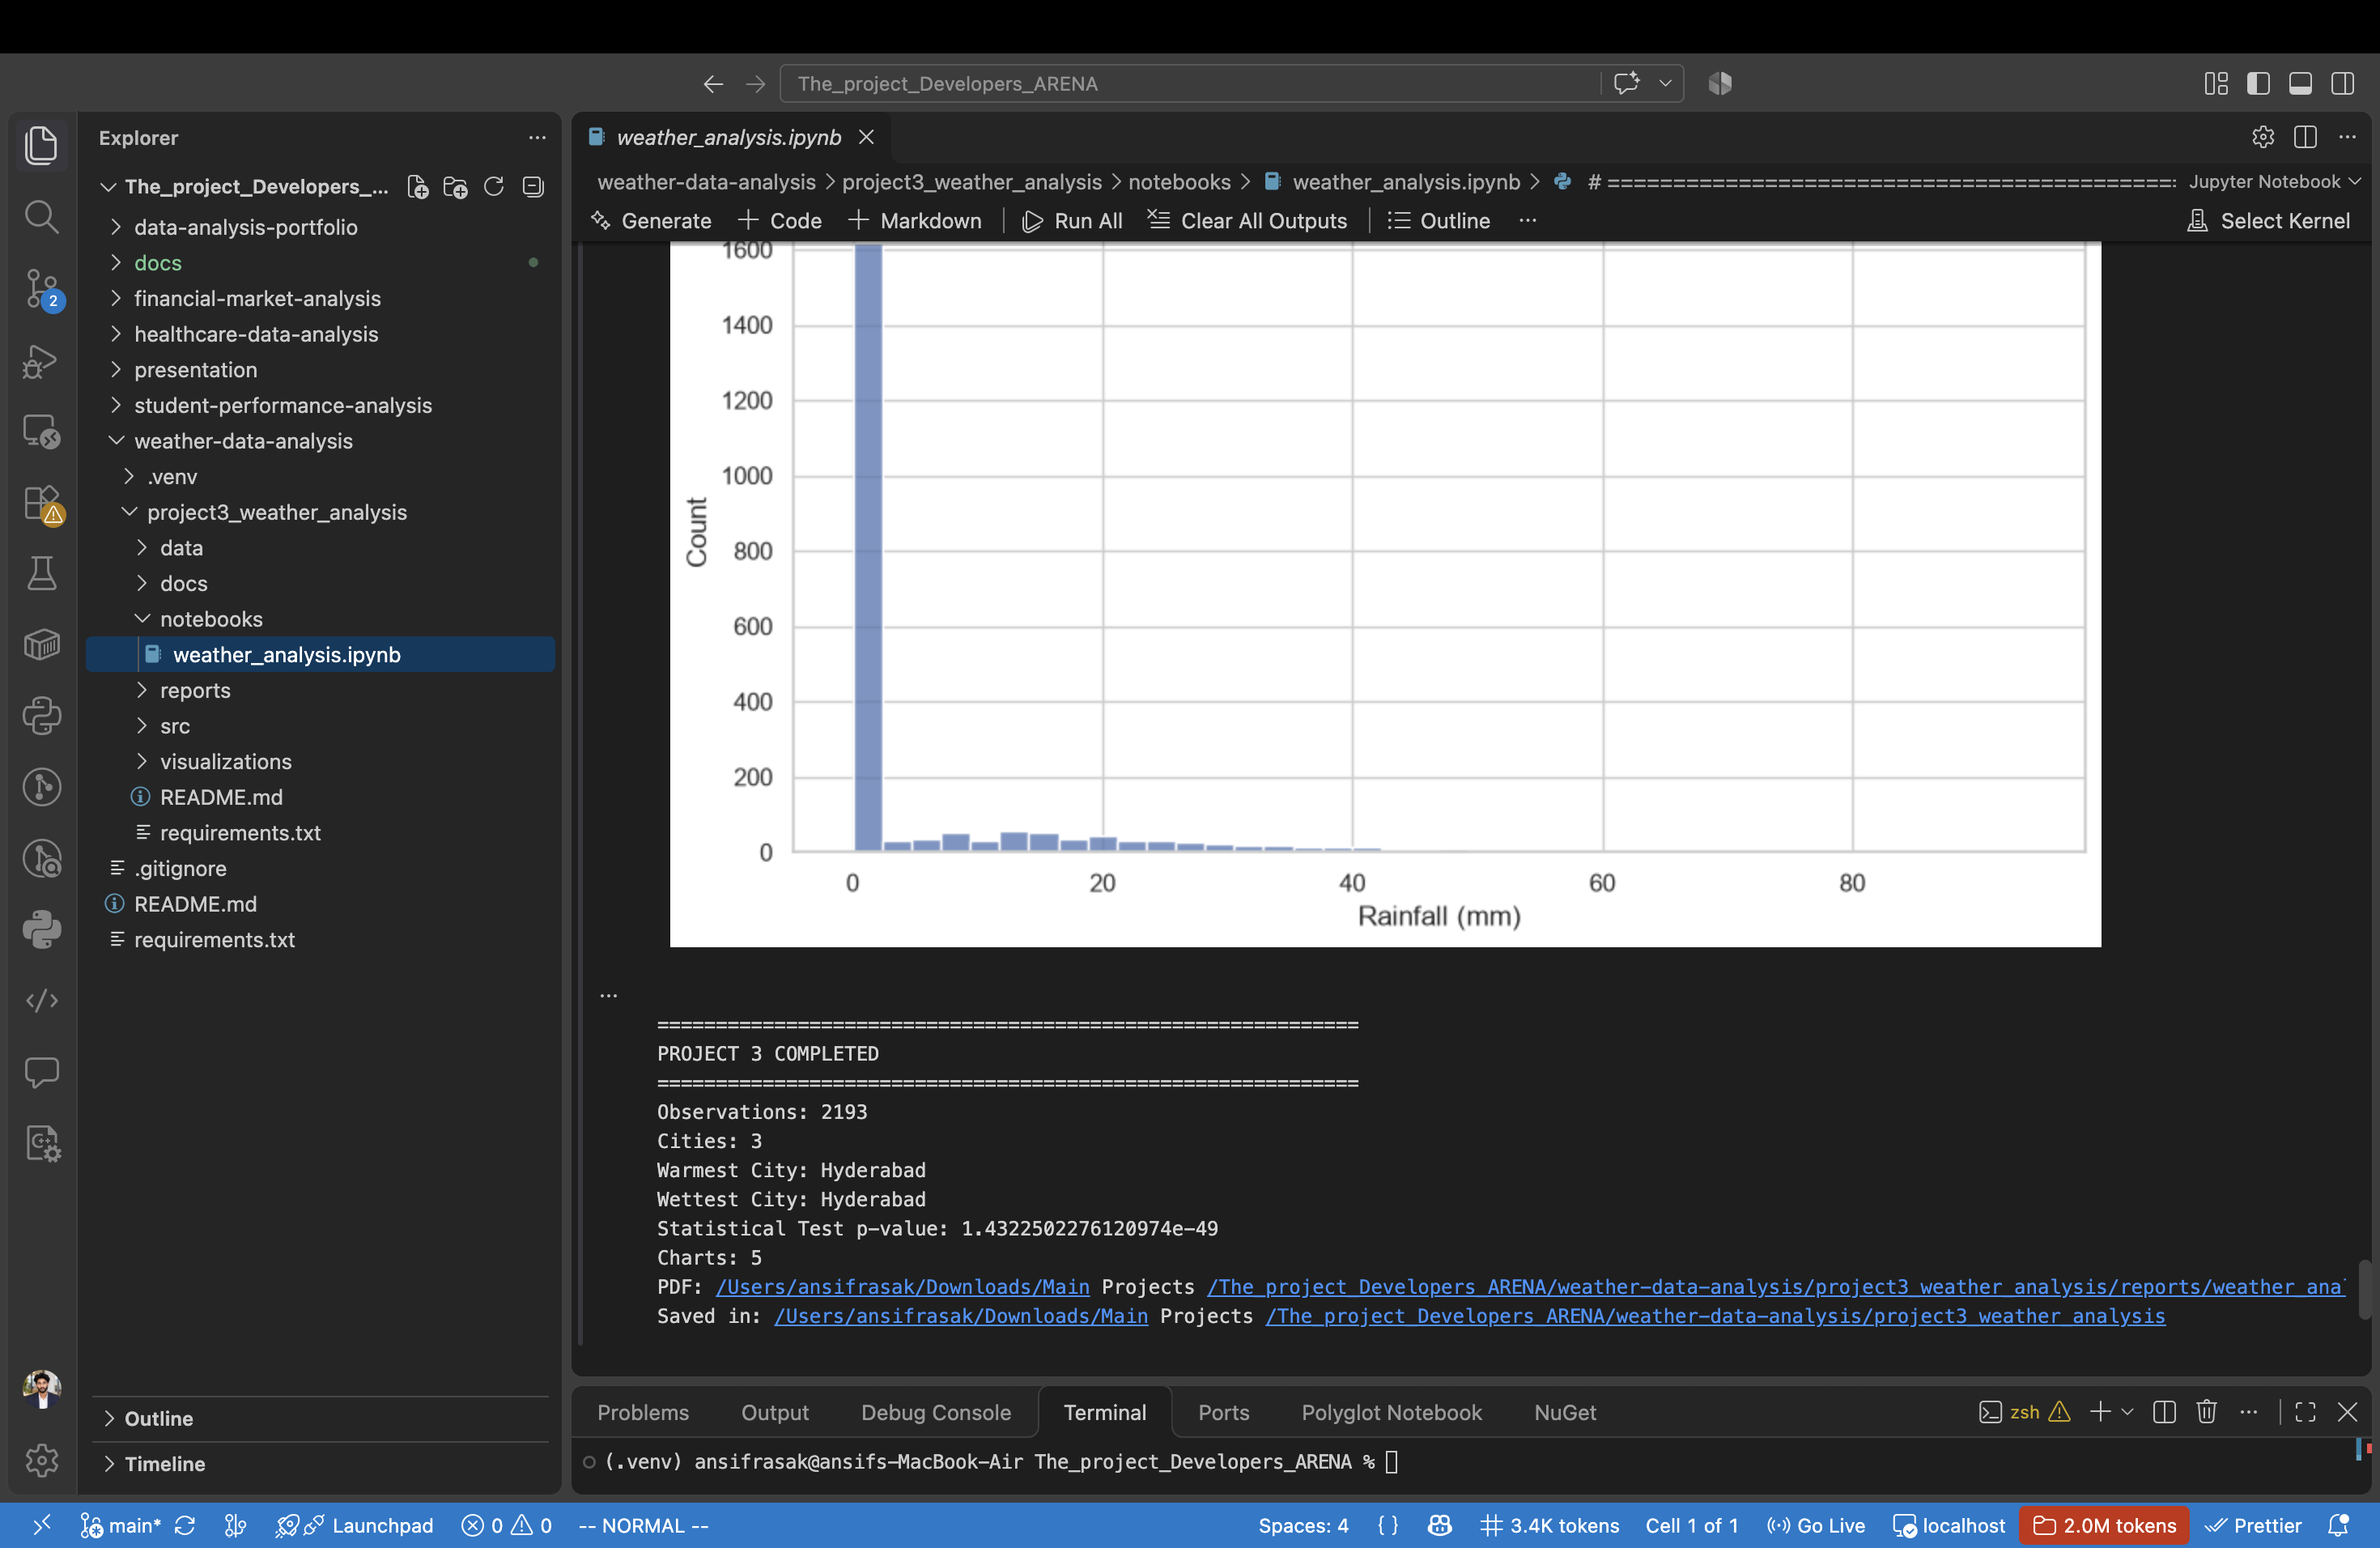 The_project_Developers_ARENA
Explorer
The_project_Developers_...
data-analysis-portfolio
docs
financial-market-analysis
healthcare-data-analysis
presentation
student-performance-analysis
weather-data-analysis
.venv
project3_weather_analysis
data
docs
notebooks
weather_analysis.ipynb
reports
src
visualizations
README.md
requirements.txt
.gitignore
README.md
requirements.txt
Outline
Timeline
2
weather_analysis.ipynb
weather-data-analysis > project3_weather_analysis > notebooks > weather_analysis.ipynb > # =================================================
Jupyter Notebook
Generate + Code + Markdown Run All Clear All Outputs Outline ...
Select Kernel
1600
1400
1200
1000
800
600
400
200
0
Count
0 20 40 60 80
Rainfall (mm)
...
============================================================
PROJECT 3 COMPLETED
============================================================
Observations: 2193
Cities: 3
Warmest City: Hyderabad
Wettest City: Hyderabad
Statistical Test p-value: 1.4322502276120974e-49
Charts: 5
PDF: /Users/ansifrasak/Downloads/Main Projects /The_project_Developers_ARENA/weather-data-analysis/project3_weather_analysis/reports/weather_ana
Saved in: /Users/ansifrasak/Downloads/Main Projects /The_project_Developers_ARENA/weather-data-analysis/project3_weather_analysis
Problems Output Debug Console Terminal Ports Polyglot Notebook NuGet
zsh
(.venv) ansifrasak@ansifs-MacBook-Air The_project_Developers_ARENA %
main* Launchpad 0 0 -- NORMAL --
Spaces: 4 { } 3.4K tokens Cell 1 of 1 Go Live localhost 2.0M tokens Prettier